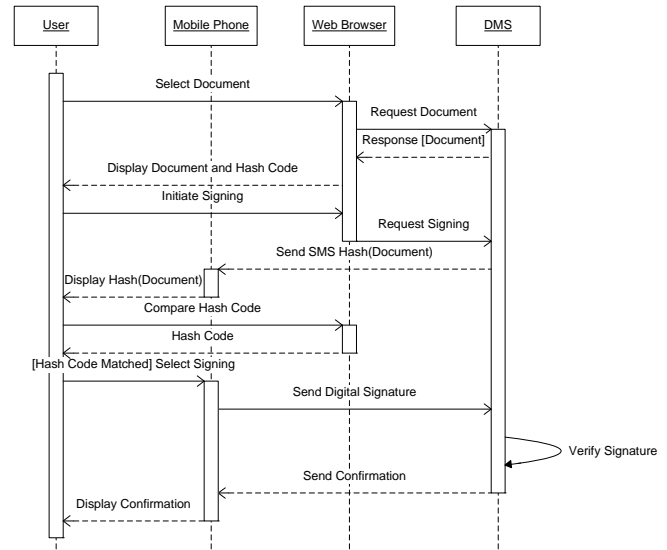 User
Mobile Phone
Web Browser
DMS
Select Document
Request Document
Response [Document]
Display Document and Hash Code
Initiate Signing
Request Signing
Send SMS Hash(Document)
Display Hash(Document)
Compare Hash Code
Hash Code
[Hash Code Matched] Select Signing
Send Digital Signature
Verify Signature
Send Confirmation
Display Confirmation